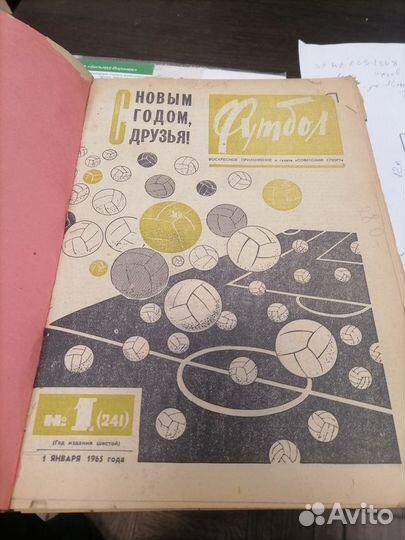 С НОВЫМ
ГОДОМ,
ДРУЗЬЯ!
Футбол
ВОСКРЕСНОЕ ПРИЛОЖЕНИЕ к газете «СОВЕТСКИЙ СПОРТ»
№ 1 (241)
(Год издания шестой)
1 ЯНВАРЯ 1965 года
Avito